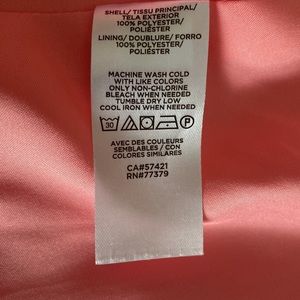 SHELL/ TISSU PRINCIPAL/
TELA EXTERIOR
100% POLYESTER/
POLIÉSTER
LINING/ DOUBLURE/ FORRO
100% POLYESTER/
POLIÉSTER
MACHINE WASH COLD
WITH LIKE COLORS
ONLY NON-CHLORINE
BLEACH WHEN NEEDED
TUMBLE DRY LOW
COOL IRON WHEN NEEDED
30 P
AVEC DES COULEURS
SEMBLABLES / CON
COLORES SIMILARES
CA#57421
RN#77379